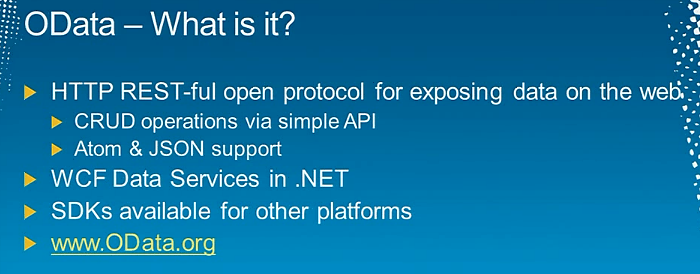 OData – What is it?
HTTP REST-ful open protocol for exposing data on the web
CRUD operations via simple API
Atom & JSON support
WCF Data Services in .NET
SDKs available for other platforms
www.OData.org